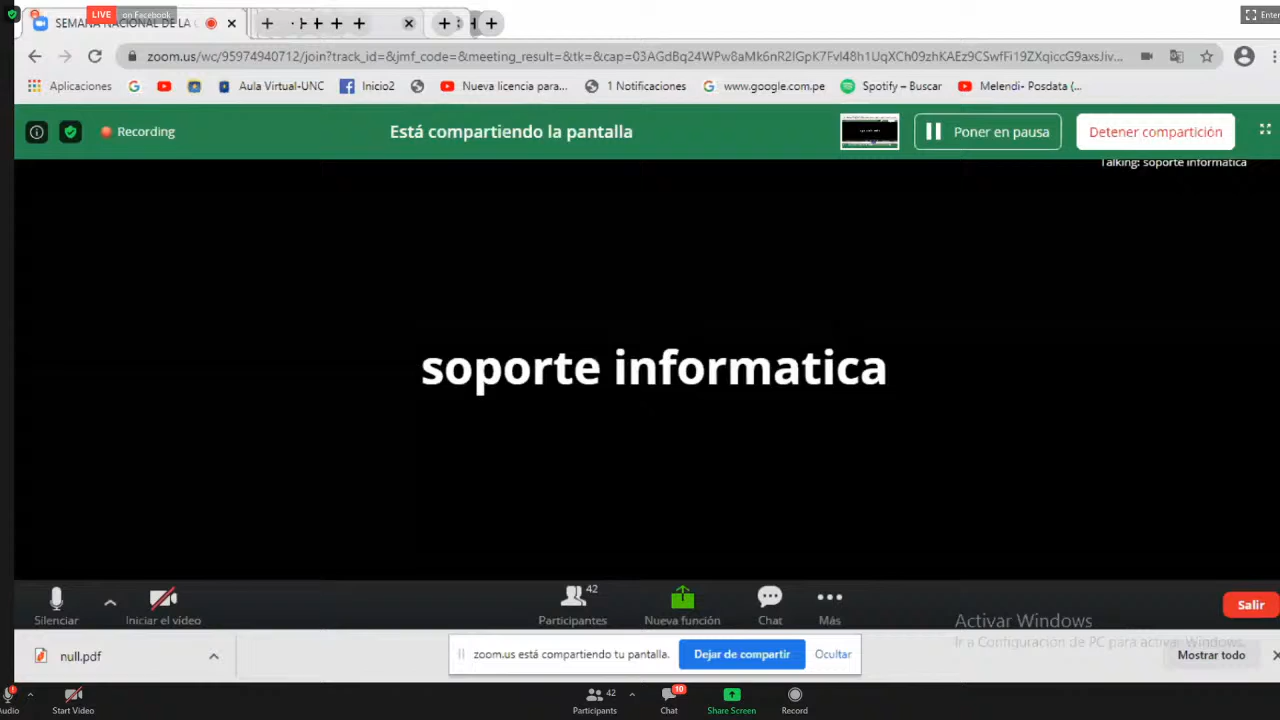 LIVE on Facebook
SEMANA NACIONAL DE LA
Enter
zoom.us/wc/95974940712/join?track_id=&jmf_code=&meeting_result=&tk=&cap=
Aplicaciones
Aula Virtual-UNC
Inicio2
Nueva licencia para...
1 Notificaciones
www.google.com.pe
Spotify – Buscar
Melendi- Posdata (...
Recording
Está compartiendo la pantalla
Poner en pausa
Detener compartición
Talking: soporte informatica
soporte informatica
42
Silenciar
Iniciar el vídeo
Participantes
Nueva función
Chat
Más
Salir
Activar Windows
Ir a Configuración de PC para activar Windows.
null.pdf
zoom.us está compartiendo tu pantalla.
Dejar de compartir
Ocultar
Mostrar todo
42
10
Audio
Start Video
Participants
Chat
Share Screen
Record